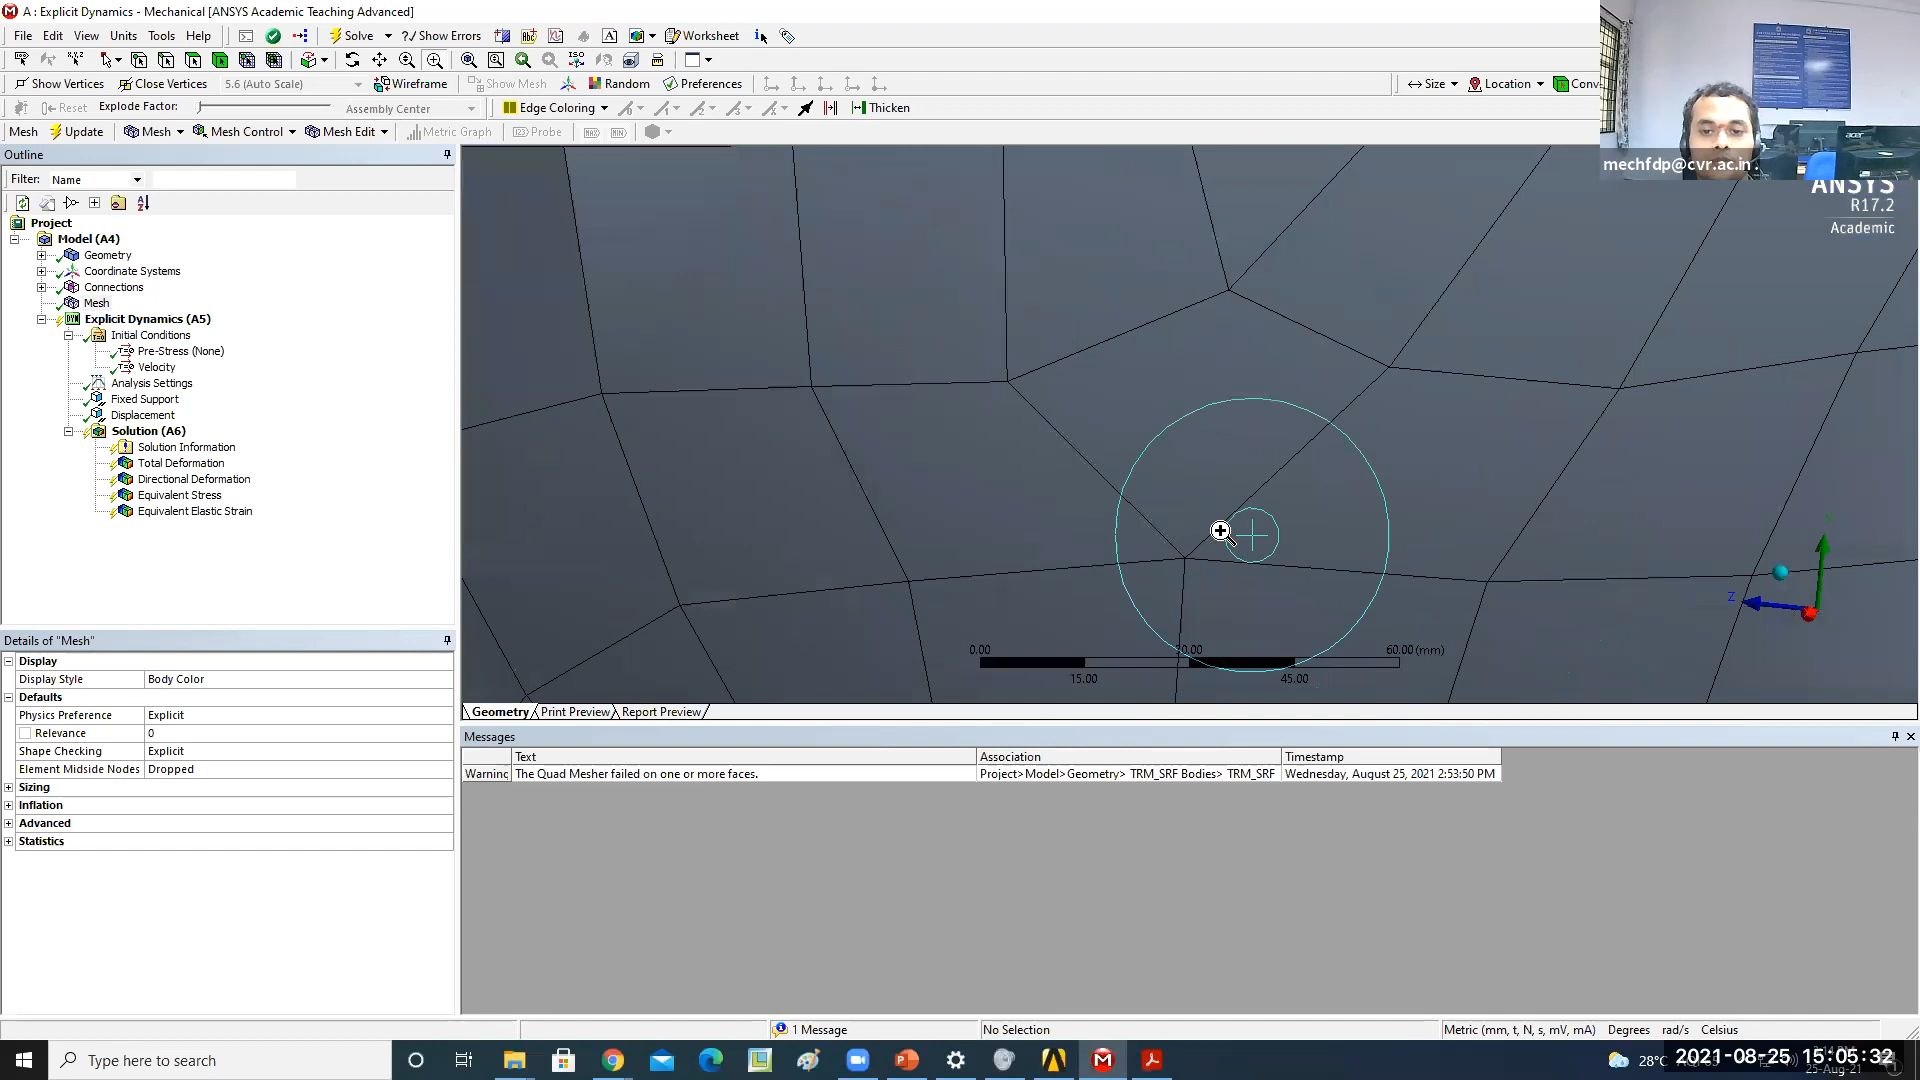 A : Explicit Dynamics - Mechanical [ANSYS Academic Teaching Advanced]
File Edit View Units Tools Help Solve Show Errors Worksheet
Show Vertices Close Vertices 5.6 (Auto Scale) Wireframe Show Mesh Random Preferences Size Location Conv
Reset Explode Factor: Assembly Center Edge Coloring Thicken
Mesh Update Mesh Mesh Control Mesh Edit Metric Graph Probe MAX MIN
mechfdp@cvr.ac.in .
Outline
Filter: Name
Project
Model (A4)
Geometry
Coordinate Systems
Connections
Mesh
Explicit Dynamics (A5)
Initial Conditions
Pre-Stress (None)
Velocity
Analysis Settings
Fixed Support
Displacement
Solution (A6)
Solution Information
Total Deformation
Directional Deformation
Equivalent Stress
Equivalent Elastic Strain
ANSYS
R17.2
Academic
Z
0.00 30.00 60.00 (mm)
15.00 45.00
Details of "Mesh"
Display
Display Style Body Color
Defaults
Physics Preference Explicit
Relevance 0
Shape Checking Explicit
Element Midside Nodes Dropped
Sizing
Inflation
Advanced
Statistics
Geometry Print Preview Report Preview
Messages
Text Association Timestamp
Warning The Quad Mesher failed on one or more faces. Project>Model>Geometry> TRM_SRF Bodies> TRM_SRF Wednesday, August 25, 2021 2:53:50 PM
1 Message No Selection Metric (mm, t, N, s, mV, mA) Degrees rad/s Celsius
Type here to search
28°C
2021-08-25 15:05:32
25-Aug-21